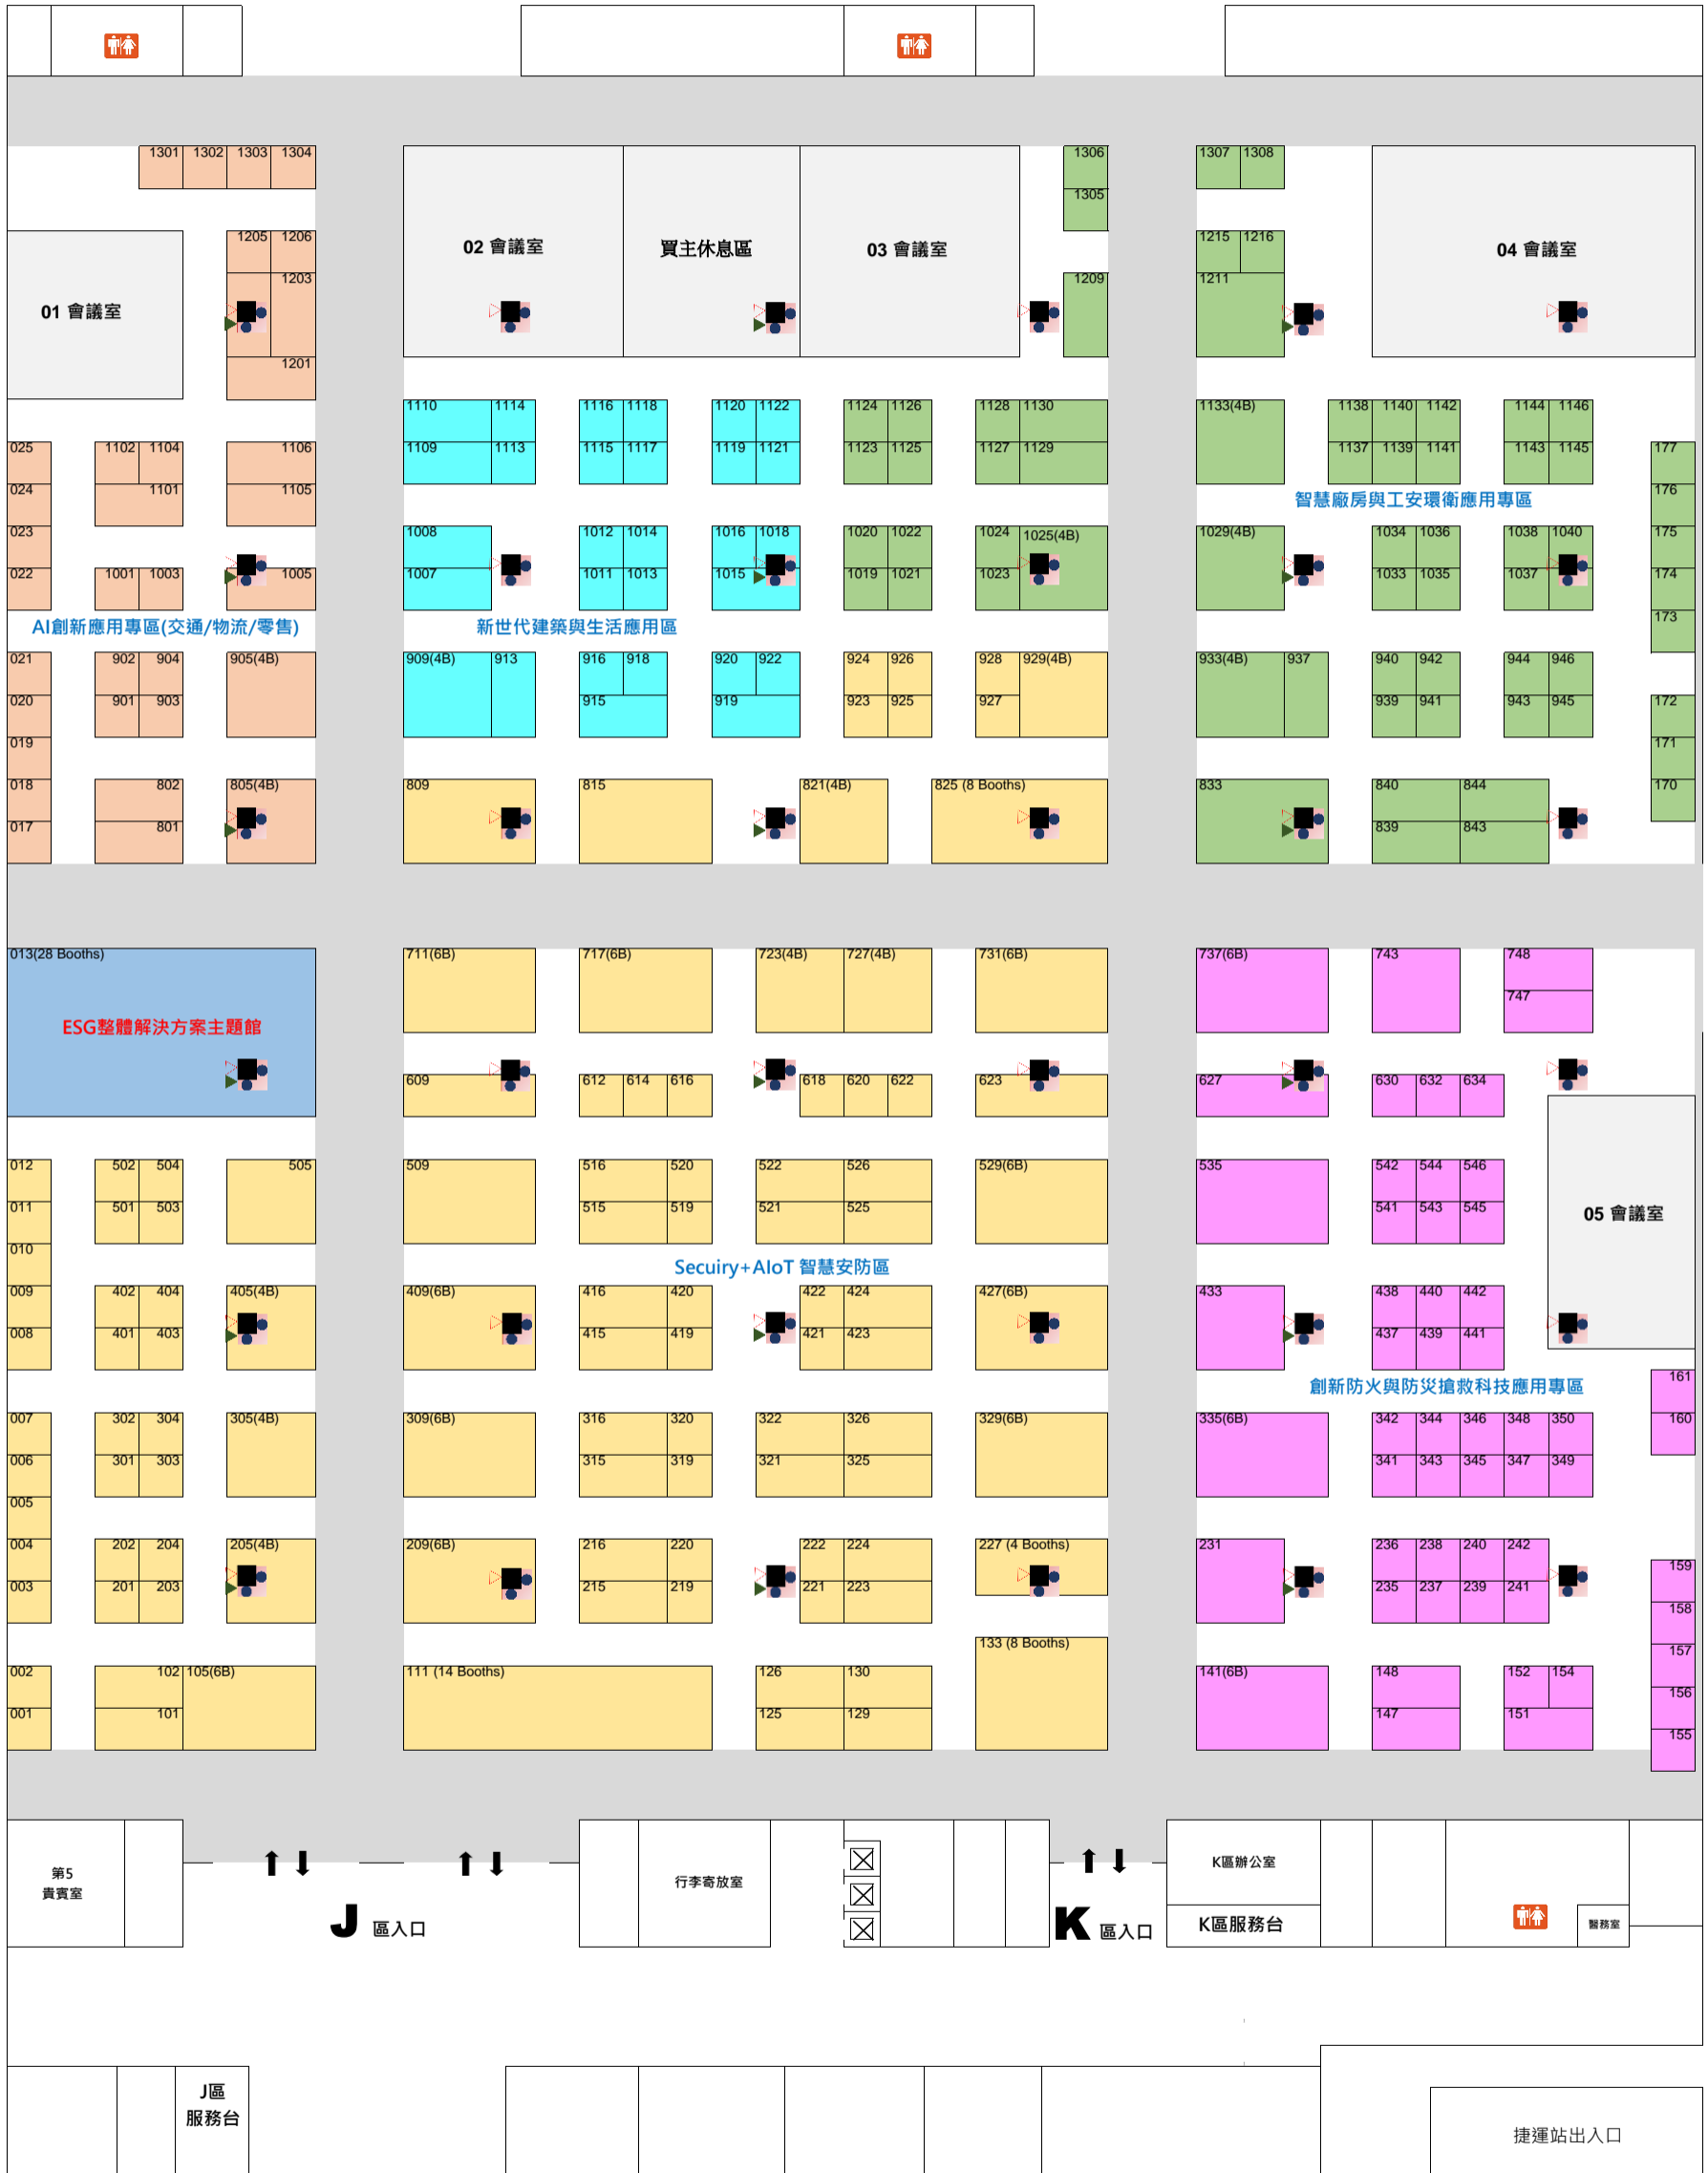 1301 1302 1303 1304
1306
1307 1308
1305
1205 1206
1215 1216
02 會議室
買主休息區
03 會議室
04 會議室
1203
1209
1211
01 會議室
1201
1110 1114 1116 1118 1120 1122 1124 1126 1128 1130 1133(4B) 1138 1140 1142 1144 1146
025 1102 1104 1106 1109 1113 1115 1117 1119 1121 1123 1125 1127 1129 1137 1139 1141 1143 1145 177
024 1101 1105 176
智慧廠房與工安環衛應用專區
023 1008 1012 1014 1016 1018 1020 1022 1024 1025(4B) 1029(4B) 1034 1036 1038 1040 175
022 1001 1003 1005 1007 1011 1013 1015 1019 1021 1023 1033 1035 1037 174
173
AI創新應用專區(交通/物流/零售)
新世代建築與生活應用區
021 902 904 905(4B) 909(4B) 913 916 918 920 922 924 926 928 929(4B) 933(4B) 937 940 942 944 946
020 901 903 915 919 923 925 927 939 941 943 945 172
019 171
018 802 805(4B) 809 815 821(4B) 825 (8 Booths) 833 840 844 170
017 801 839 843
013(28 Booths) 711(6B) 717(6B) 723(4B) 727(4B) 731(6B) 737(6B) 743 748
747
ESG整體解決方案主題館
609 612 614 616 618 620 622 623 627 630 632 634
012 502 504 505 509 516 520 522 526 529(6B) 535 542 544 546
011 501 503 515 519 521 525 541 543 545
05 會議室
010
Secuiry+AIoT 智慧安防區
009 402 404 405(4B) 409(6B) 416 420 422 424 427(6B) 433 438 440 442
008 401 403 415 419 421 423 437 439 441
161
創新防火與防災搶救科技應用專區
007 302 304 305(4B) 309(6B) 316 320 322 326 329(6B) 335(6B) 342 344 346 348 350 160
006 301 303 315 319 321 325 341 343 345 347 349
005
004 202 204 205(4B) 209(6B) 216 220 222 224 227 (4 Booths) 231 236 238 240 242
159
003 201 203 215 219 221 223 235 237 239 241
158
133 (8 Booths)
157
002 102 105(6B) 111 (14 Booths) 126 130 141(6B) 148 152 154
156
001 101 125 129 147 151
155
第5
貴賓室
行李寄放室
K區辦公室
J 區入口
K 區入口
K區服務台
醫務室
J區
服務台
捷運站出入口